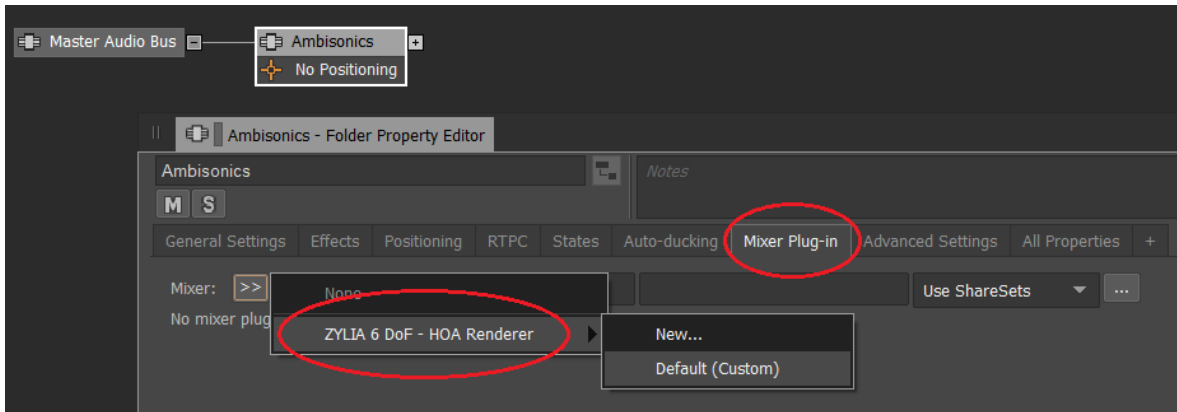 Master Audio Bus
Ambisonics
No Positioning
Ambisonics - Folder Property Editor
Ambisonics
Notes
M S
General Settings Effects Positioning RTPC States Auto-ducking Mixer Plug-in Advanced Settings All Properties +
Mixer: >> None Use ShareSets ...
No mixer plug
ZYLIA 6 DoF - HOA Renderer New...
Default (Custom)